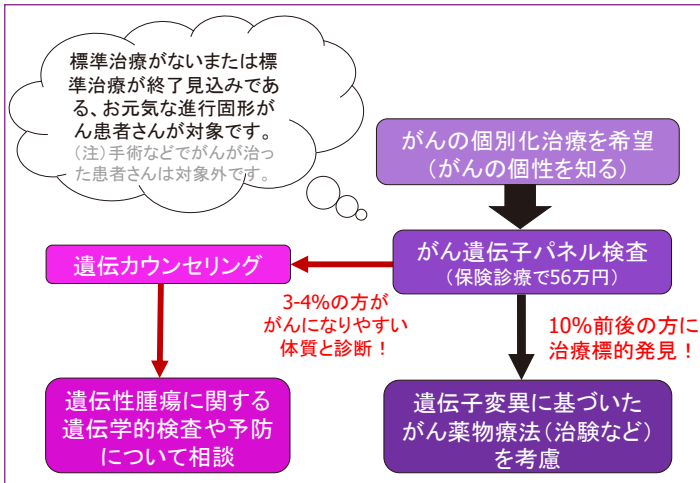 標準治療がないまたは標
準治療が終了見込みであ
る、お元気な進行固形が
ん患者さんが対象です。
（注）手術などでがんが治っ
た患者さんは対象外です。
がんの個別化治療を希望
（がんの個性を知る）
がん遺伝子パネル検査
（保険診療で56万円）
遺伝カウンセリング
3-4%の方が
がんになりやすい
体質と診断！
10%前後の方に
治療標的発見！
遺伝性腫瘍に関する
遺伝学的検査や予防
について相談
遺伝子変異に基づいた
がん薬物療法（治験など）
を考慮